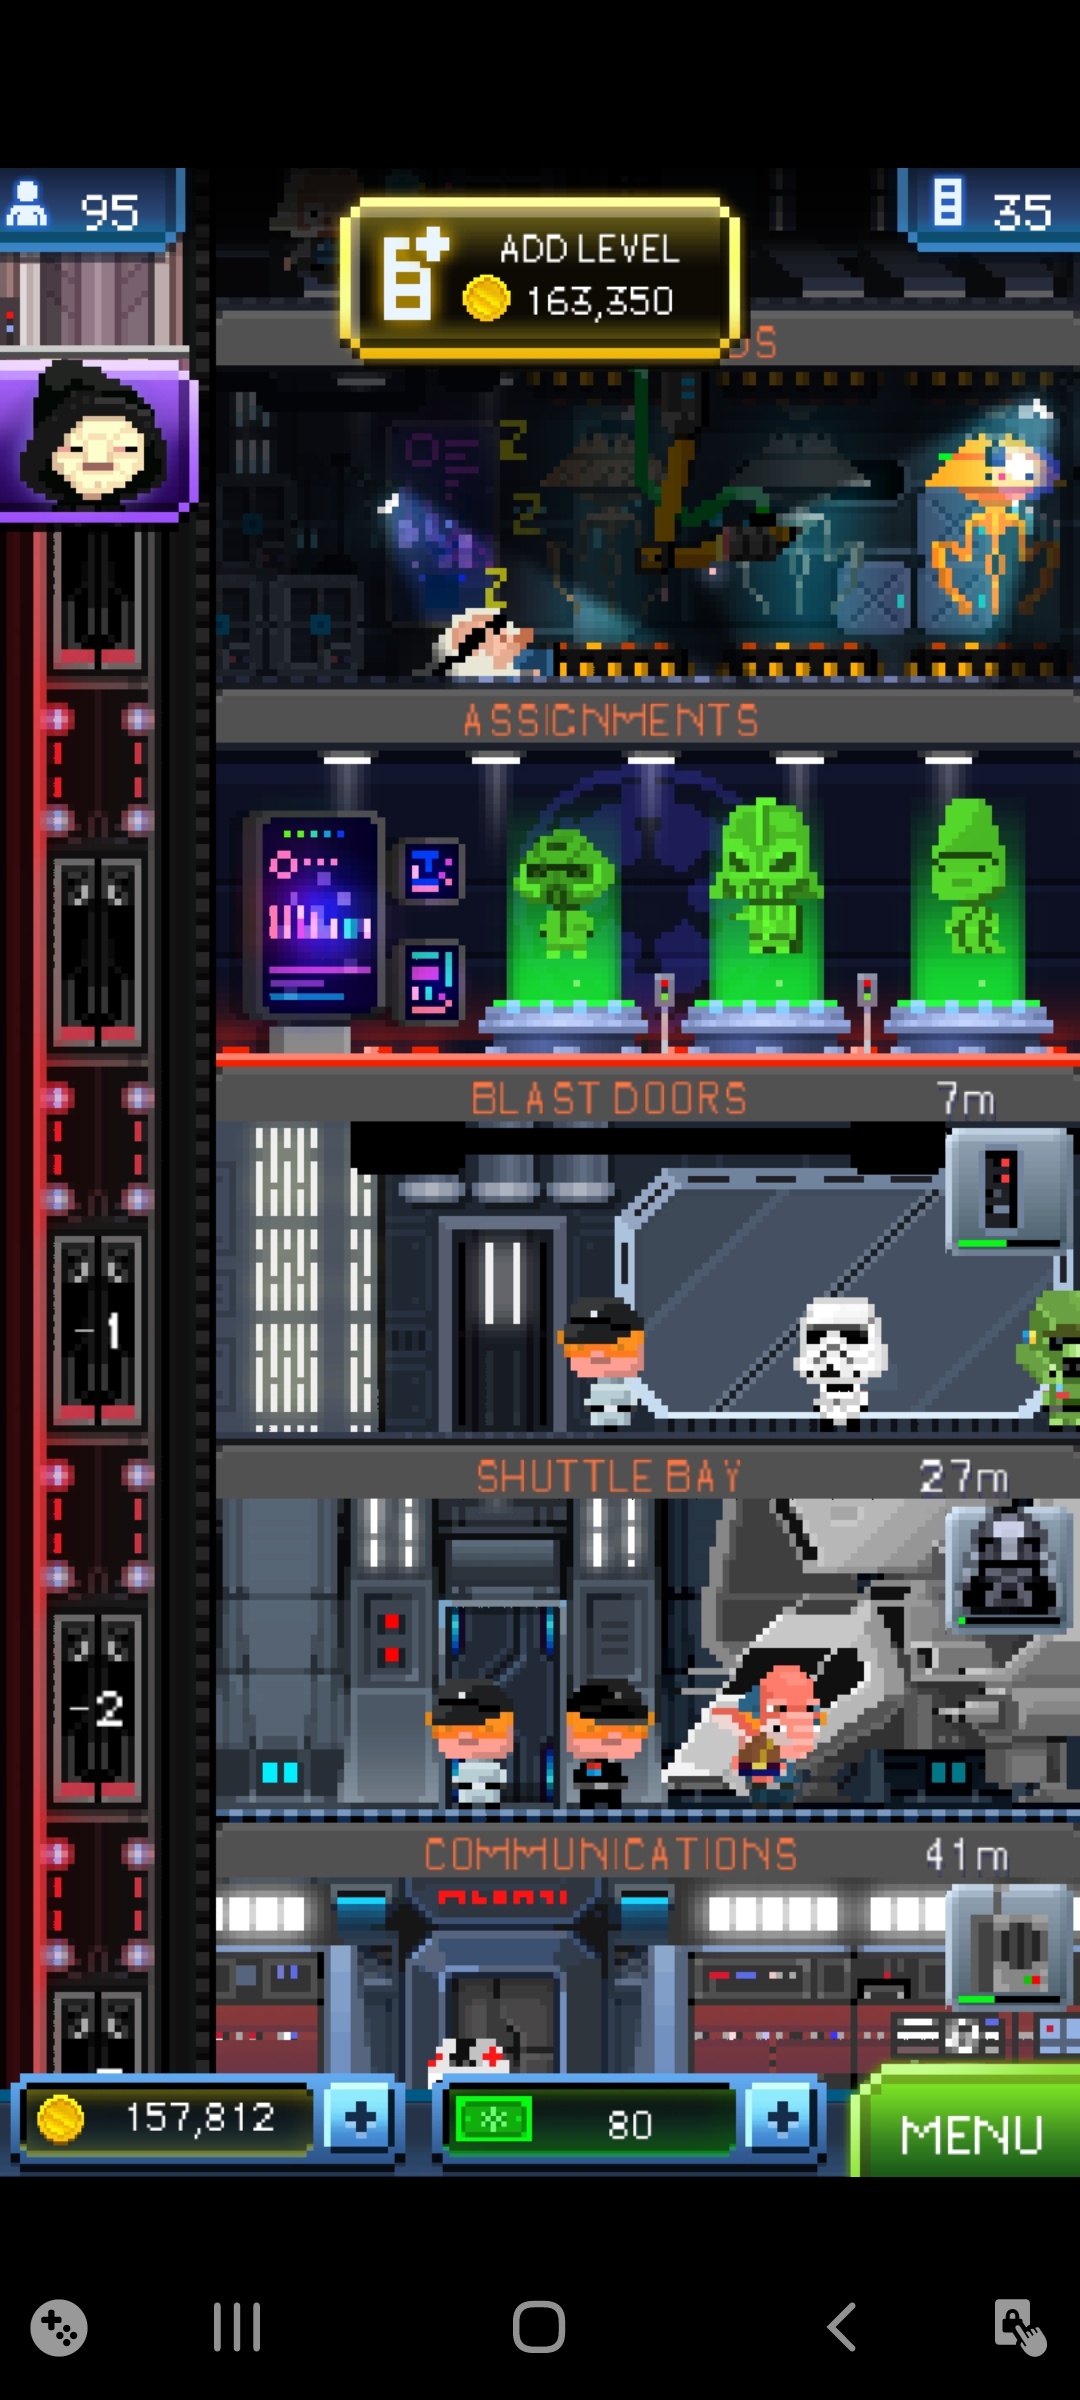 95
35
ADD LEVEL
163,350
DS
Z
Z
Z
ASSIGNMENTS
BLAST DOORS 7m
-1
SHUTTLE BAY 27m
-2
COMMUNICATIONS 41m
157,812
80
MENU